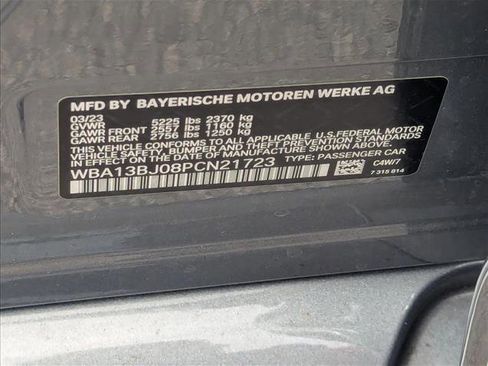 MFD BY BAYERISCHE MOTOREN WERKE AG
03/23
GVWR 5225 lbs 2370 kg
GAWR FRONT 2557 lbs 1160 kg
GAWR REAR 2756 lbs 1250 kg
THIS VEHICLE CONFORMS TO ALL APPLICABLE U.S.FEDERAL MOTOR
VEHICLE SAFETY, BUMPER, AND THEFT PREVENTION STANDARDS
IN EFFECT ON THE DATE OF MANUFACTURE SHOWN ABOVE.
WBA13BJ08PCN21723 TYPE: PASSENGER CAR
C4W/7
7 315 814